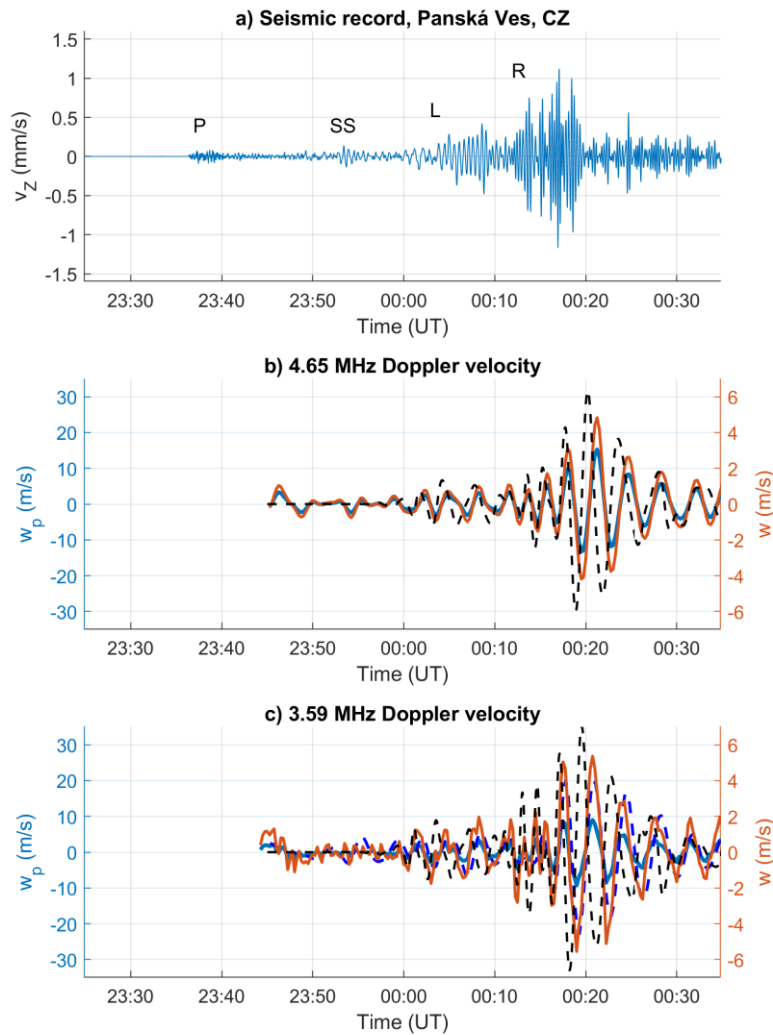 a) Seismic record, Panská Ves, CZ
1.5
1
0.5
0
-0.5
-1
-1.5
v_Z (mm/s)
P
SS
L
R
23:30 23:40 23:50 00:00 00:10 00:20 00:30
Time (UT)
b) 4.65 MHz Doppler velocity
30
20
10
0
-10
-20
-30
w_p (m/s)
6
4
2
0
-2
-4
-6
w (m/s)
23:30 23:40 23:50 00:00 00:10 00:20 00:30
Time (UT)
c) 3.59 MHz Doppler velocity
30
20
10
0
-10
-20
-30
w_p (m/s)
6
4
2
0
-2
-4
-6
w (m/s)
23:30 23:40 23:50 00:00 00:10 00:20 00:30
Time (UT)